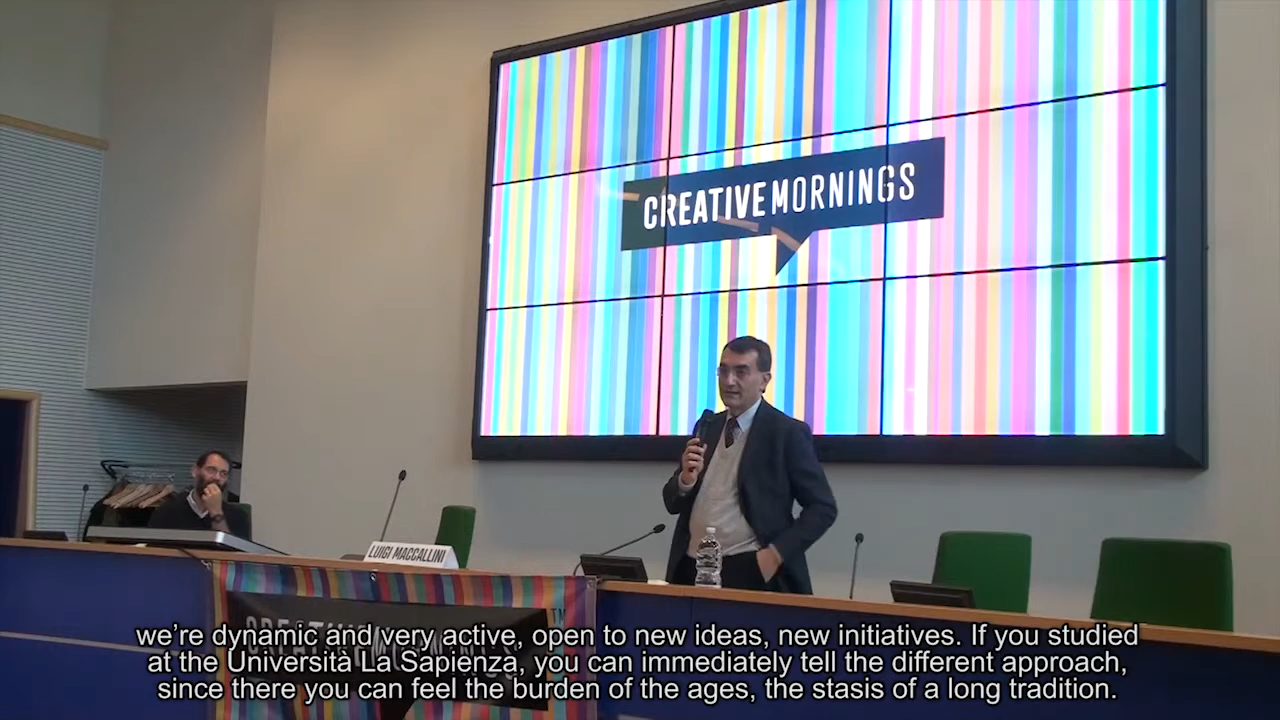 CREATIVEMORNINGS
LUIGI MACCALLINI
CREATIVEMORNINGS
we’re dynamic and very active, open to new ideas, new initiatives. If you studied
at the Università La Sapienza, you can immediately tell the different approach,
since there you can feel the burden of the ages, the stasis of a long tradition.